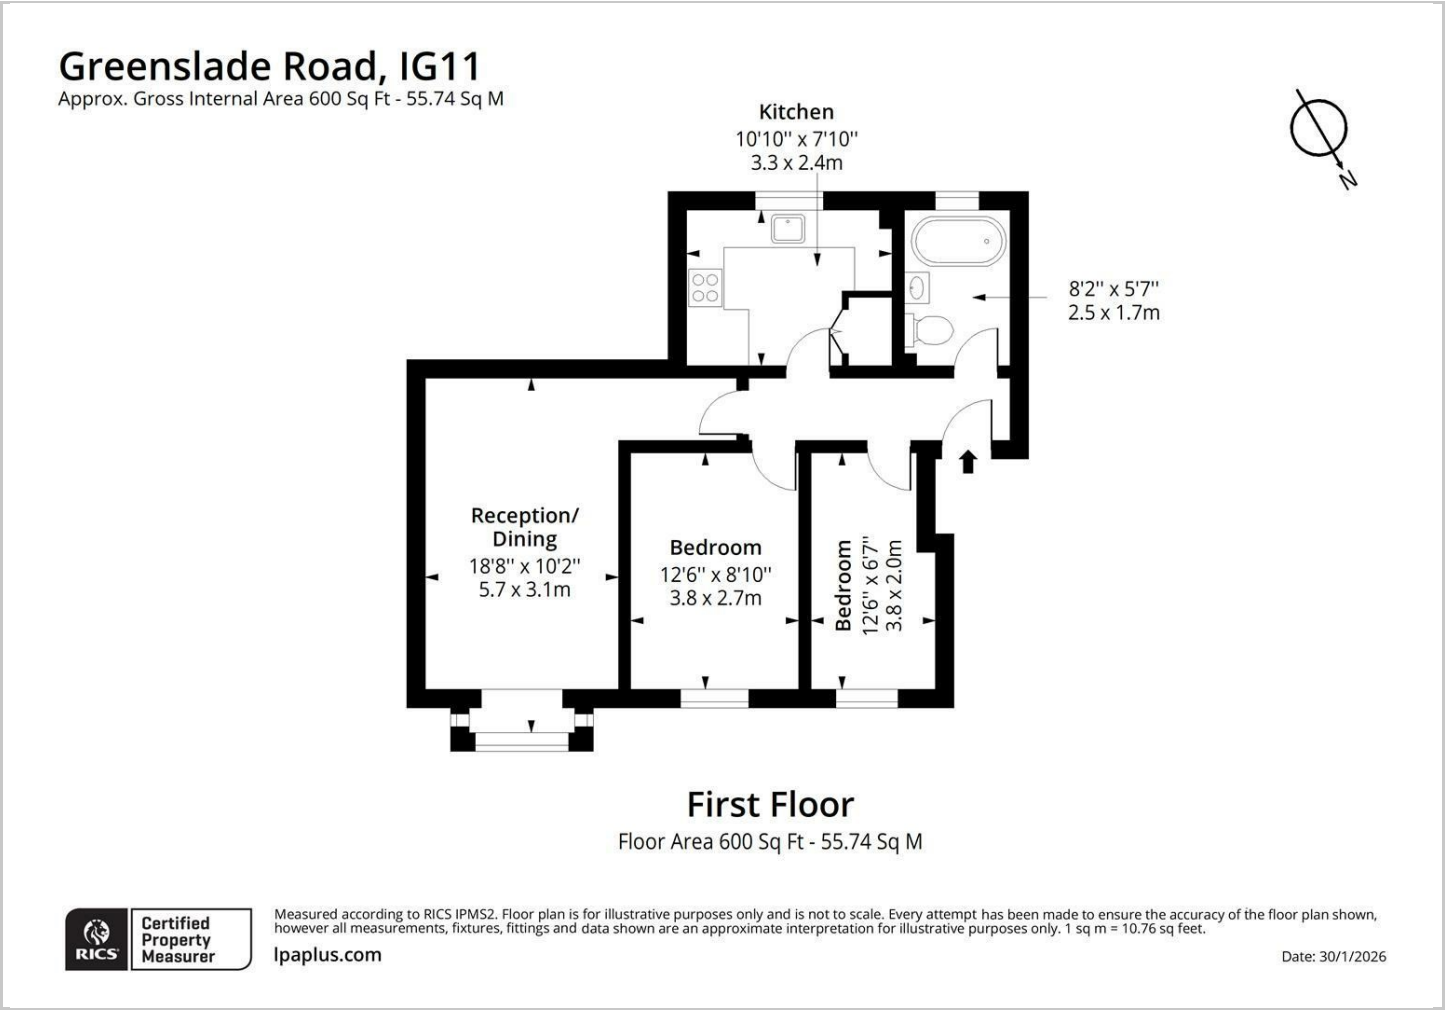 Greenslade Road, IG11
Approx. Gross Internal Area 600 Sq Ft - 55.74 Sq M
Kitchen
10'10'' x 7'10''
3.3 x 2.4m
N
8'2'' x 5'7''
2.5 x 1.7m
Reception/
Dining
18'8'' x 10'2''
5.7 x 3.1m
Bedroom
12'6'' x 8'10''
3.8 x 2.7m
Bedroom
12'6'' x 6'7''
3.8 x 2.0m
First Floor
Floor Area 600 Sq Ft - 55.74 Sq M
RICS
Certified
Property
Measurer
Measured according to RICS IPMS2. Floor plan is for illustrative purposes only and is not to scale. Every attempt has been made to ensure the accuracy of the floor plan shown,
however all measurements, fixtures, fittings and data shown are an approximate interpretation for illustrative purposes only. 1 sq m = 10.76 sq feet.
lpaplus.com
Date: 30/1/2026